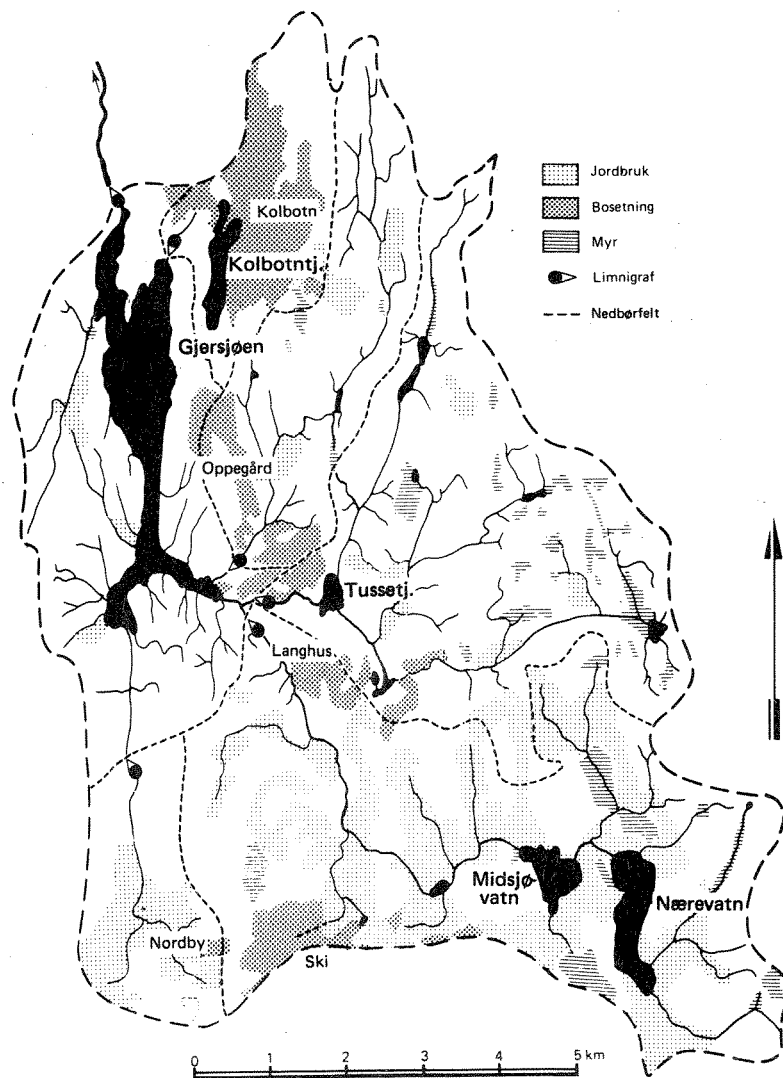 Jordbruk
Bosetning
Myr
Limnigraf
Nedbørfelt
Kolbotn
Kolbotntj.
Gjersjøen
Oppegård
Tussetj.
Langhus
Midsjø-
vatn
Nærevatn
Nordby
Ski
0 1 2 3 4 5 km